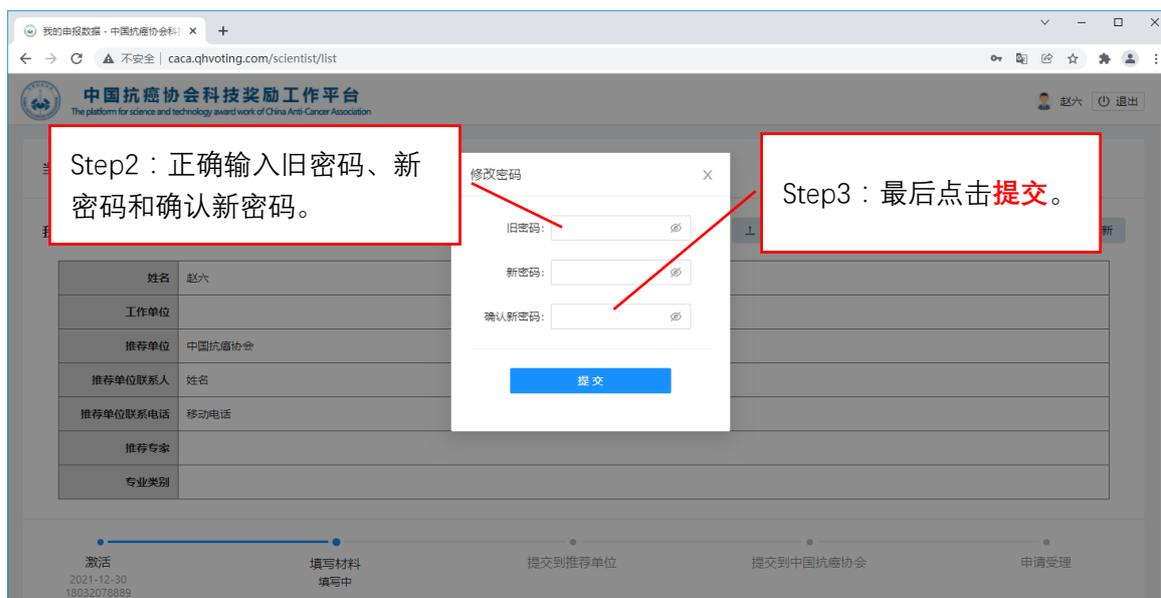 我的申报数据 - 中国抗癌协会科
不安全 | caca.qhvoting.com/scientist/list
中国抗癌协会科技奖励工作平台
The platform for science and technology award work of China Anti-Cancer Association
赵六 退出
Step2：正确输入旧密码、新
密码和确认新密码。
Step3：最后点击提交。
修改密码
旧密码:
新
新密码:
确认新密码:
提交
姓名 赵六
工作单位
推荐单位 中国抗癌协会
推荐单位联系人 姓名
推荐单位联系电话 移动电话
推荐专家
专业类别
激活 填写材料 提交到推荐单位 提交到中国抗癌协会 申请受理
2021-12-30 填写中
18032078889